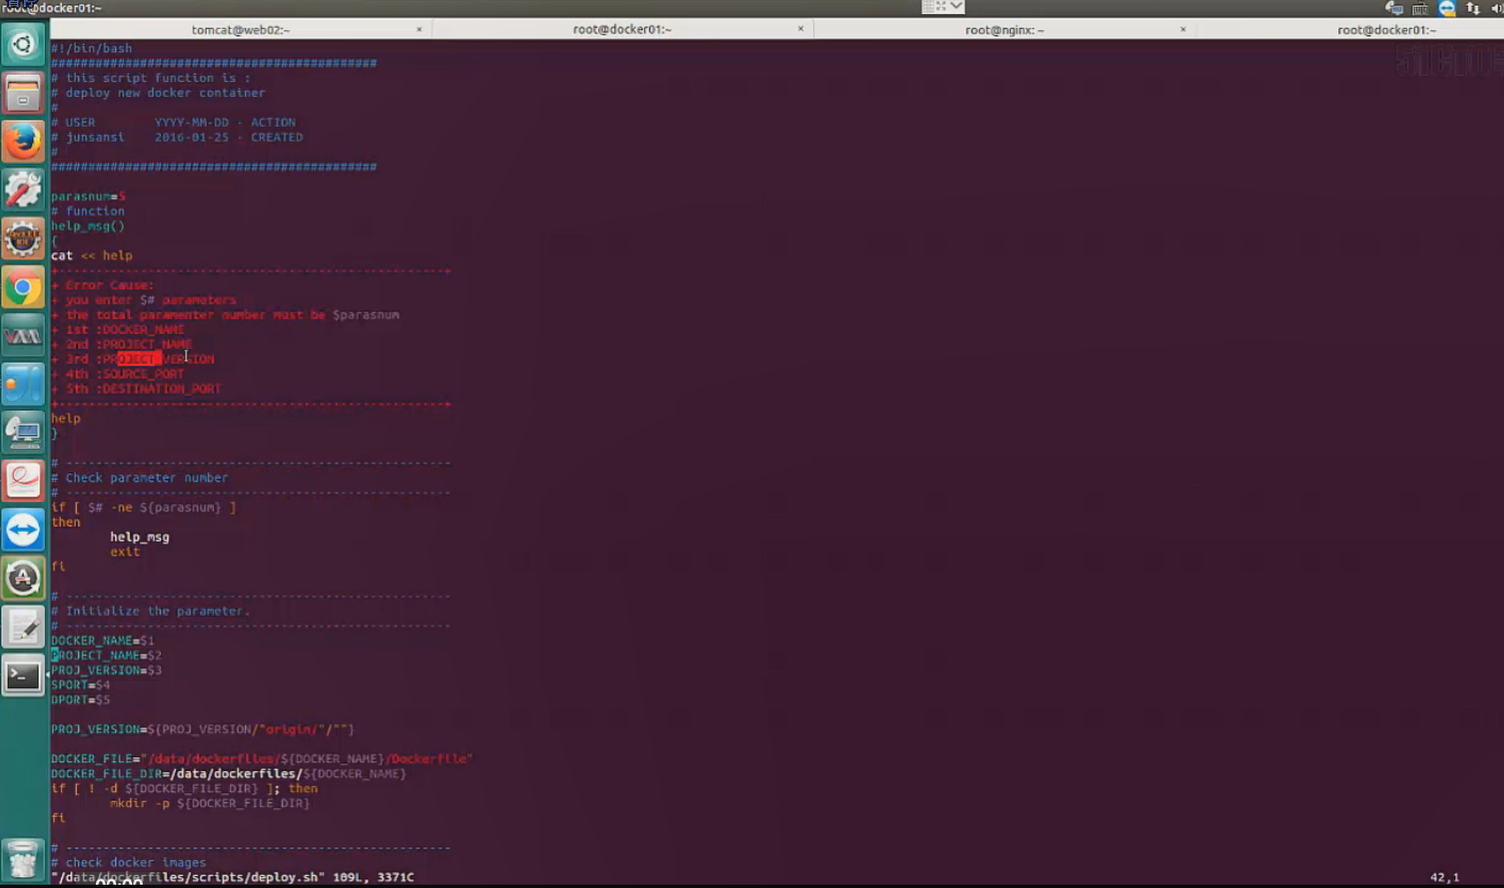 root@docker01:~
tomcat@web02:~ × root@docker01:~ × root@nginx: ~ × root@docker01:~
#!/bin/bash
############################################
# this script function is :
# deploy new docker container
#
# USER        YYYY-MM-DD - ACTION
# junsansi    2016-01-25 - CREATED
#
############################################
parasnum=5
# function
help_msg()
{
cat << help
+----------------------------------------------------+
+ Error Cause:
+ you enter $# parameters
+ the total paramenter number must be $parasnum
+ 1st :DOCKER_NAME
+ 2nd :PROJECT_NAME
+ 3rd :PROJECT_VERSION
+ 4th :SOURCE_PORT
+ 5th :DESTINATION_PORT
+----------------------------------------------------+
help
}
# ----------------------------------------------------
# Check parameter number
# ----------------------------------------------------
if [ $# -ne ${parasnum} ]
then
        help_msg
        exit
fi
# ----------------------------------------------------
# Initialize the parameter.
# ----------------------------------------------------
DOCKER_NAME=$1
PROJECT_NAME=$2
PROJ_VERSION=$3
SPORT=$4
DPORT=$5
PROJ_VERSION=${PROJ_VERSION/"origin/"/""}
DOCKER_FILE="/data/dockerfiles/${DOCKER_NAME}/Dockerfile"
DOCKER_FILE_DIR=/data/dockerfiles/${DOCKER_NAME}
if [ ! -d ${DOCKER_FILE_DIR} ]; then
        mkdir -p ${DOCKER_FILE_DIR}
fi
# ----------------------------------------------------
# check docker images
"/data/dockerfiles/scripts/deploy.sh" 109L, 3371C 42,1